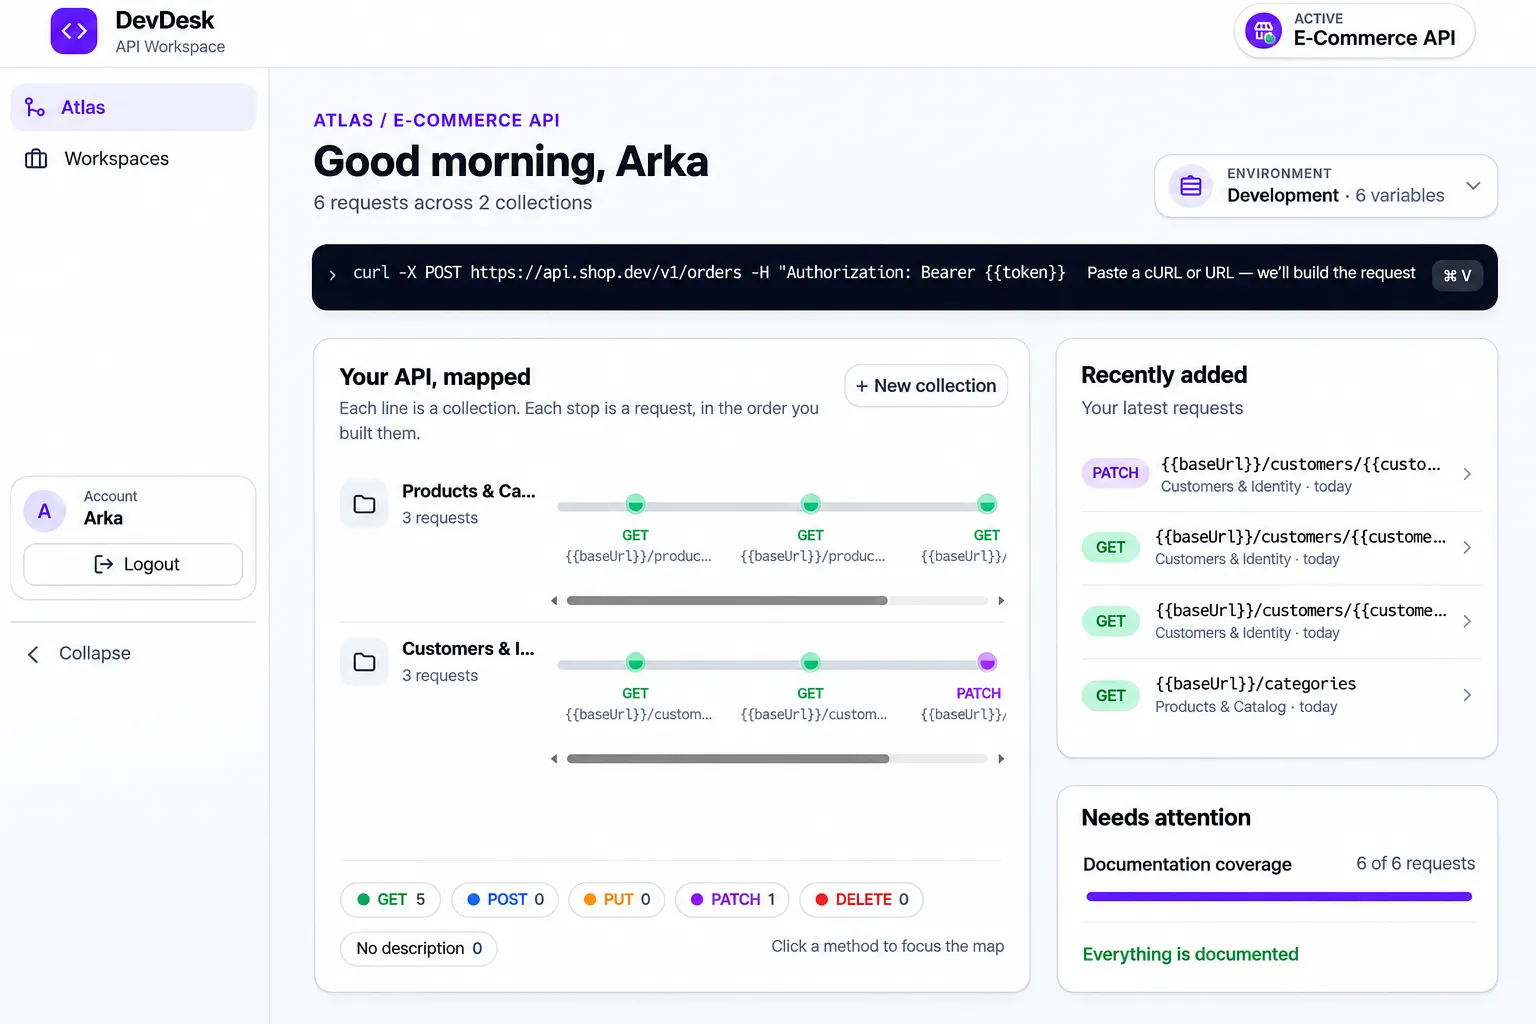 DevDesk
API Workspace
ACTIVE
E-Commerce API
Atlas
Workspaces
Account
A
Arka
Logout
Collapse
ATLAS / E-COMMERCE API
Good morning, Arka
6 requests across 2 collections
ENVIRONMENT
Development · 6 variables
› curl -X POST https://api.shop.dev/v1/orders -H "Authorization: Bearer {{token}} Paste a cURL or URL — we’ll build the request ⌘ V
Your API, mapped
+ New collection
Each line is a collection. Each stop is a request, in the order you
built them.
Products & Ca...
3 requests
GET GET GET
{{baseUrl}}/produc... {{baseUrl}}/produc... {{baseUrl}}/
Customers & I...
3 requests
GET GET PATCH
{{baseUrl}}/custom... {{baseUrl}}/custom... {{baseUrl}}/
GET 5 POST 0 PUT 0 PATCH 1 DELETE 0
No description 0
Click a method to focus the map
Recently added
Your latest requests
PATCH {{baseUrl}}/customers/{{custo...
Customers & Identity · today
GET {{baseUrl}}/customers/{{custome...
Customers & Identity · today
GET {{baseUrl}}/customers/{{custome...
Customers & Identity · today
GET {{baseUrl}}/categories
Products & Catalog · today
Needs attention
Documentation coverage 6 of 6 requests
Everything is documented